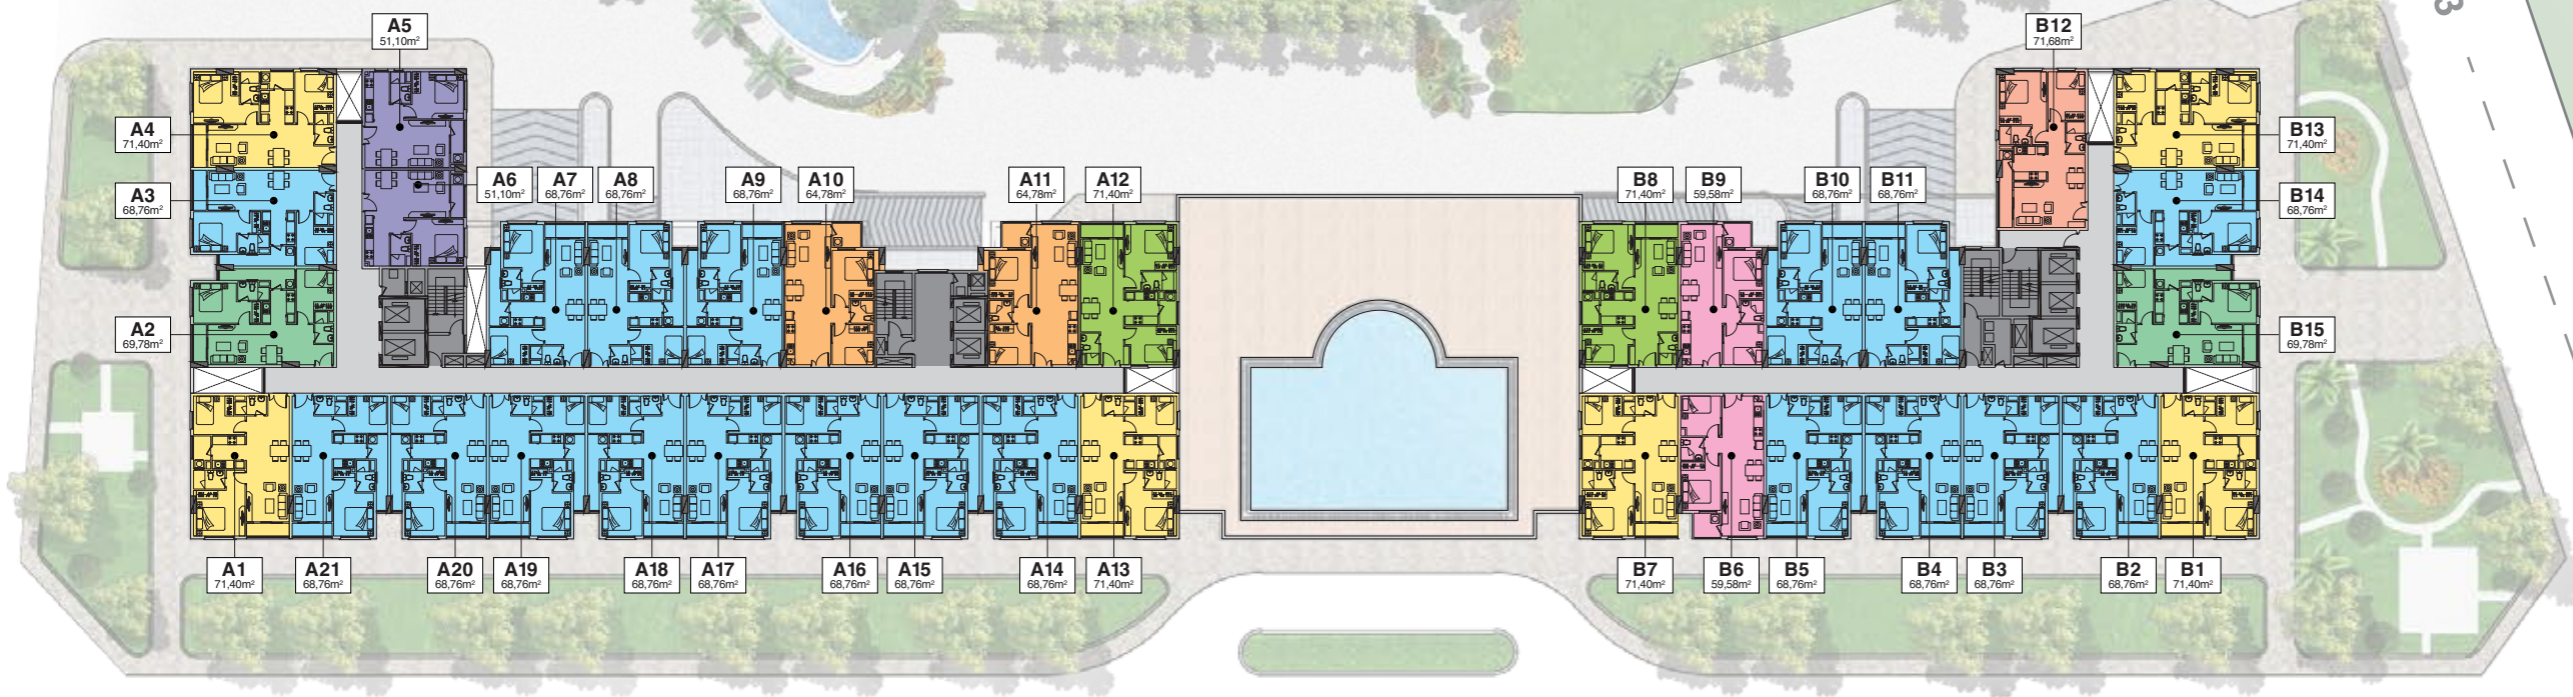 A5
51,10m²
B12
71,68m²
3
A4
71,40m²
B13
71,40m²
A3
68,76m²
A6
51,10m²
A7
68,76m²
A8
68,76m²
A9
68,76m²
A10
64,78m²
A11
64,78m²
A12
71,40m²
B8
71,40m²
B9
59,58m²
B10
68,76m²
B11
68,76m²
B14
68,76m²
A2
69,78m²
B15
69,78m²
A1
71,40m²
A21
68,76m²
A20
68,76m²
A19
68,76m²
A18
68,76m²
A17
68,76m²
A16
68,76m²
A15
68,76m²
A14
68,76m²
A13
71,40m²
B7
71,40m²
B6
59,58m²
B5
68,76m²
B4
68,76m²
B3
68,76m²
B2
68,76m²
B1
71,40m²